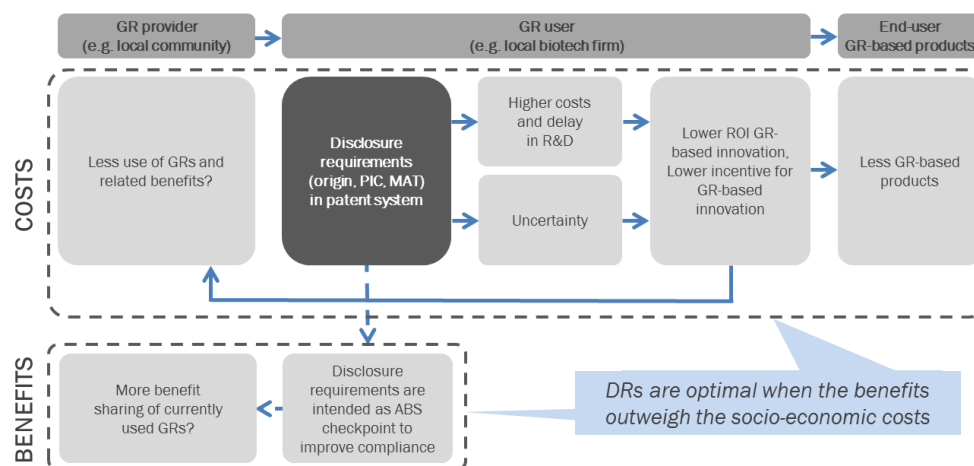 GR provider
(e.g. local community)
GR user
(e.g. local biotech firm)
End-user
GR-based products
COSTS
Less use of GRs and
related benefits?
Disclosure
requirements
(origin, PIC, MAT)
in patent system
Higher costs
and delay
in R&D
Uncertainty
Lower ROI GR-
based innovation,
Lower incentive for
GR-based
innovation
Less GR-based
products
BENEFITS
More benefit
sharing of currently
used GRs?
Disclosure
requirements are
intended as ABS
checkpoint to
improve compliance
DRs are optimal when the benefits
outweigh the socio-economic costs